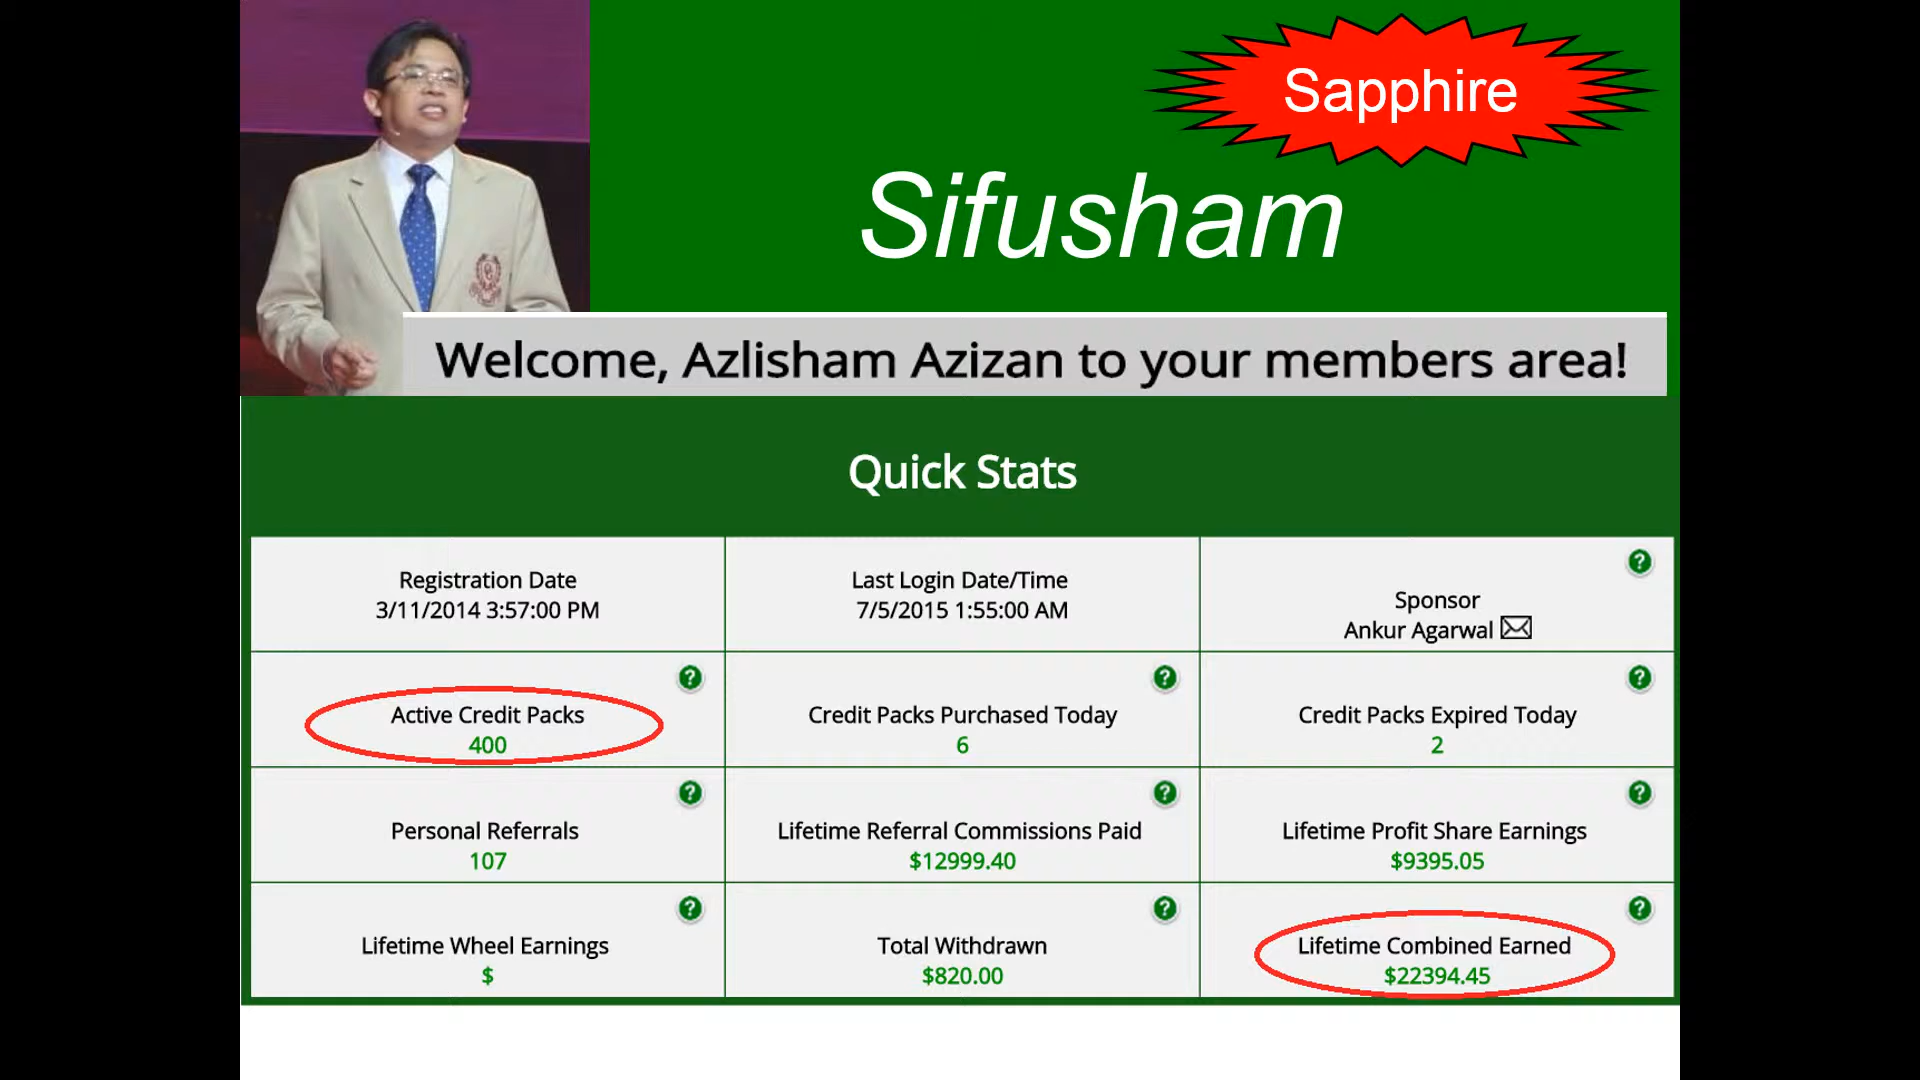 Sapphire
Sifusham
Welcome, Azlisham Azizan to your members area!
Quick Stats
Registration Date
3/11/2014 3:57:00 PM
Last Login Date/Time
7/5/2015 1:55:00 AM
?
Sponsor
Ankur Agarwal
?
Active Credit Packs
400
?
Credit Packs Purchased Today
6
?
Credit Packs Expired Today
2
?
Personal Referrals
107
?
Lifetime Referral Commissions Paid
$12999.40
?
Lifetime Profit Share Earnings
$9395.05
?
Lifetime Wheel Earnings
$
?
Total Withdrawn
$820.00
?
Lifetime Combined Earned
$22394.45